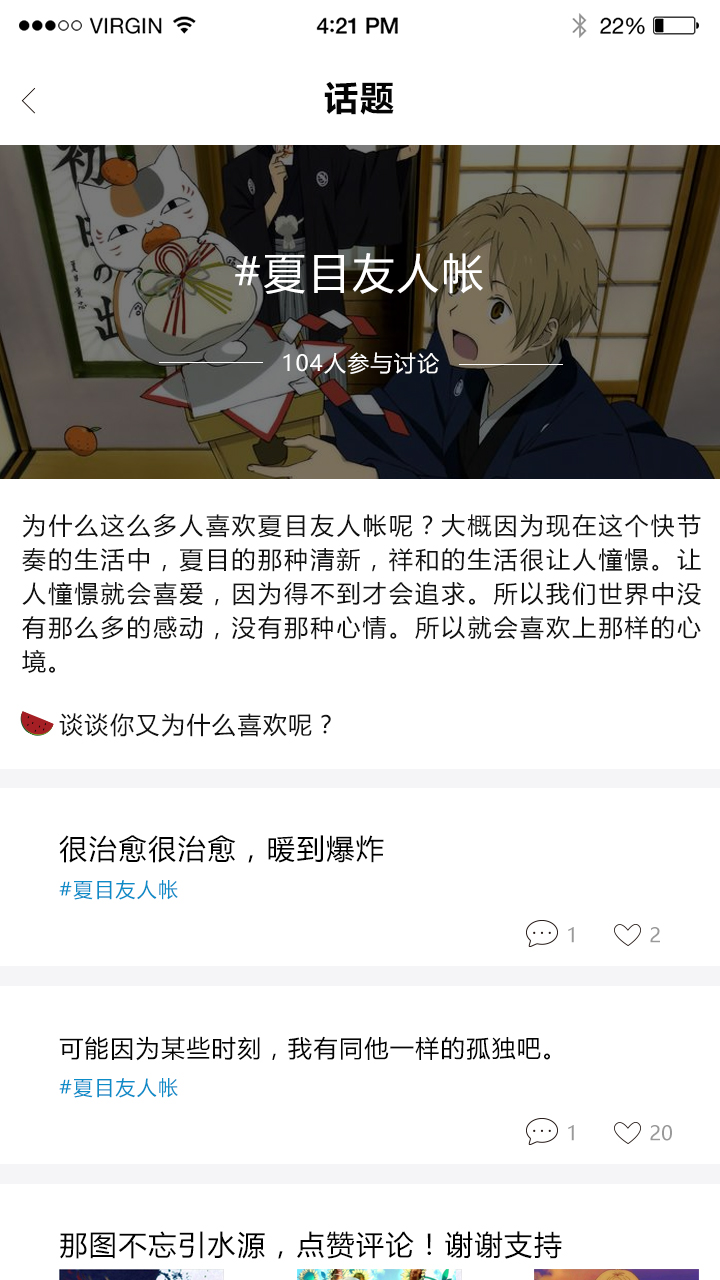 VIRGIN
4:21 PM
22%
话题
初
日
の
出
夏目貴志
#夏目友人帐
104人参与讨论
为什么这么多人喜欢夏目友人帐呢？大概因为现在这个快节
奏的生活中，夏目的那种清新，祥和的生活很让人憧憬。让
人憧憬就会喜爱，因为得不到才会追求。所以我们世界中没
有那么多的感动，没有那种心情。所以就会喜欢上那样的心
境。
谈谈你又为什么喜欢呢？
很治愈很治愈，暖到爆炸
#夏目友人帐
1
2
可能因为某些时刻，我有同他一样的孤独吧。
#夏目友人帐
1
20
那图不忘引水源，点赞评论！谢谢支持